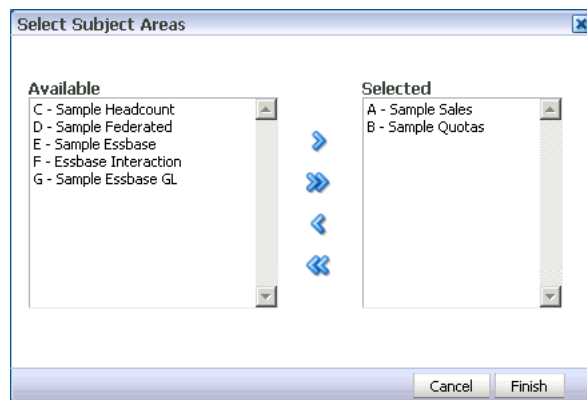 Select Subject Areas
Available
C - Sample Headcount
D - Sample Federated
E - Sample Essbase
F - Essbase Interaction
G - Sample Essbase GL
Selected
A - Sample Sales
B - Sample Quotas
Cancel
Finish